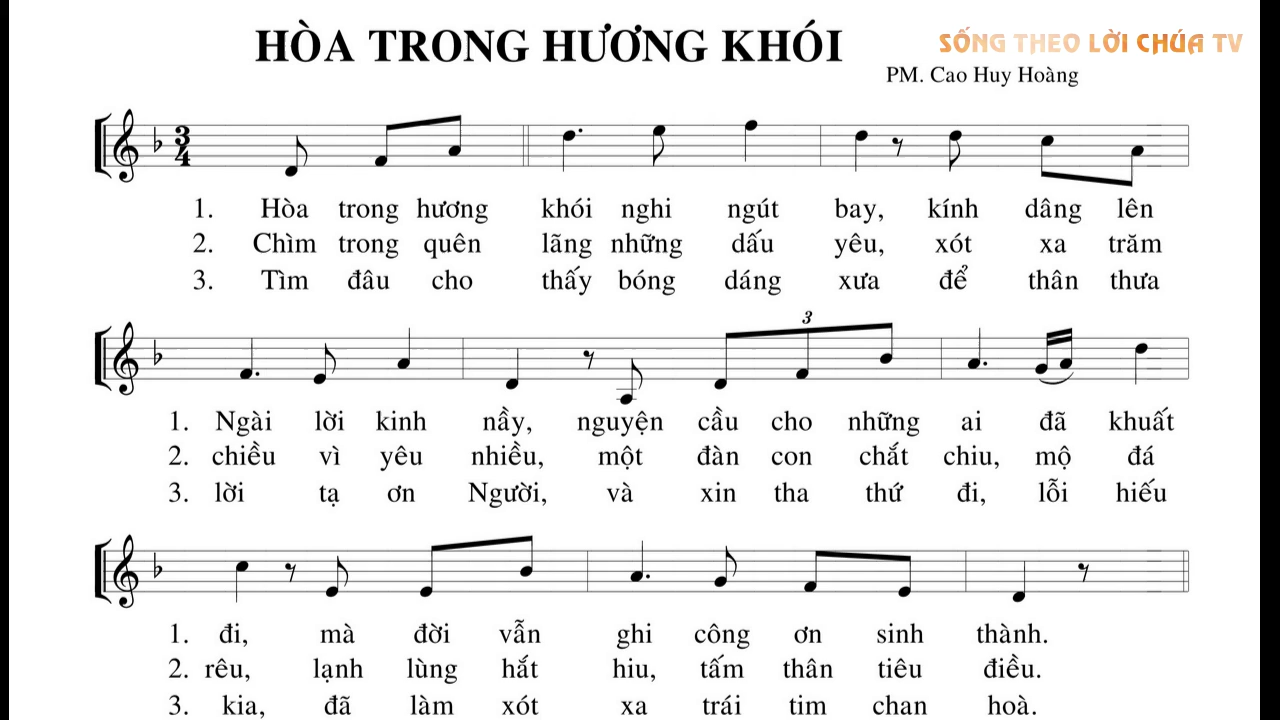 HÒA TRONG HƯƠNG KHÓI
SỐNG THEO LỜI CHÚA TV
PM. Cao Huy Hoàng
3
4
1. Hòa trong hương khói nghi ngút bay, kính dâng lên
2. Chìm trong quên lãng những dấu yêu, xót xa trăm
3. Tìm đâu cho thấy bóng dáng xưa để thân thưa
3
1. Ngài lời kinh nầy, nguyện cầu cho những ai đã khuất
2. chiều vì yêu nhiều, một đàn con chắt chiu, mộ đá
3. lời tạ ơn Người, và xin tha thứ đi, lỗi hiếu
1. đi, mà đời vẫn ghi công ơn sinh thành.
2. rêu, lạnh lùng hắt hiu, tấm thân tiêu điều.
3. kia, đã làm xót xa trái tim chan hoà.